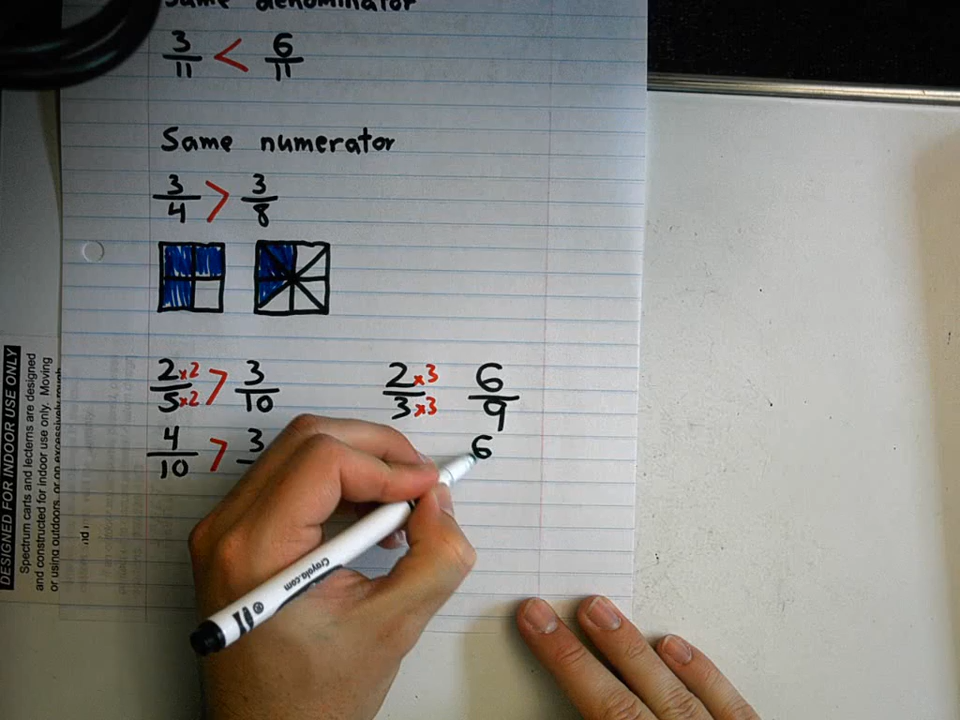 Same denominator
3/11 < 6/11
Same numerator
3/4 > 3/8
2×2/5×2 > 3/10
4/10 > 3
2×3/3×3 6/9
6
DESIGNED FOR INDOOR USE ONLY
Spectrum carts and lecterns are designed
and constructed for indoor use only. Moving
or using outdoors, or on excessively rough
Crayola.com